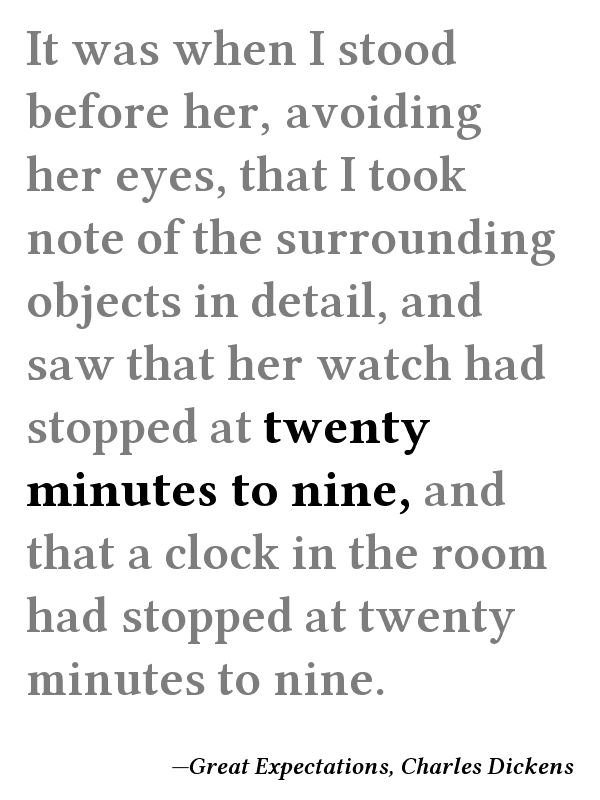 It was when I stood
before her, avoiding
her eyes, that I took
note of the surrounding
objects in detail, and
saw that her watch had
stopped at twenty
minutes to nine, and
that a clock in the room
had stopped at twenty
minutes to nine.
—Great Expectations, Charles Dickens